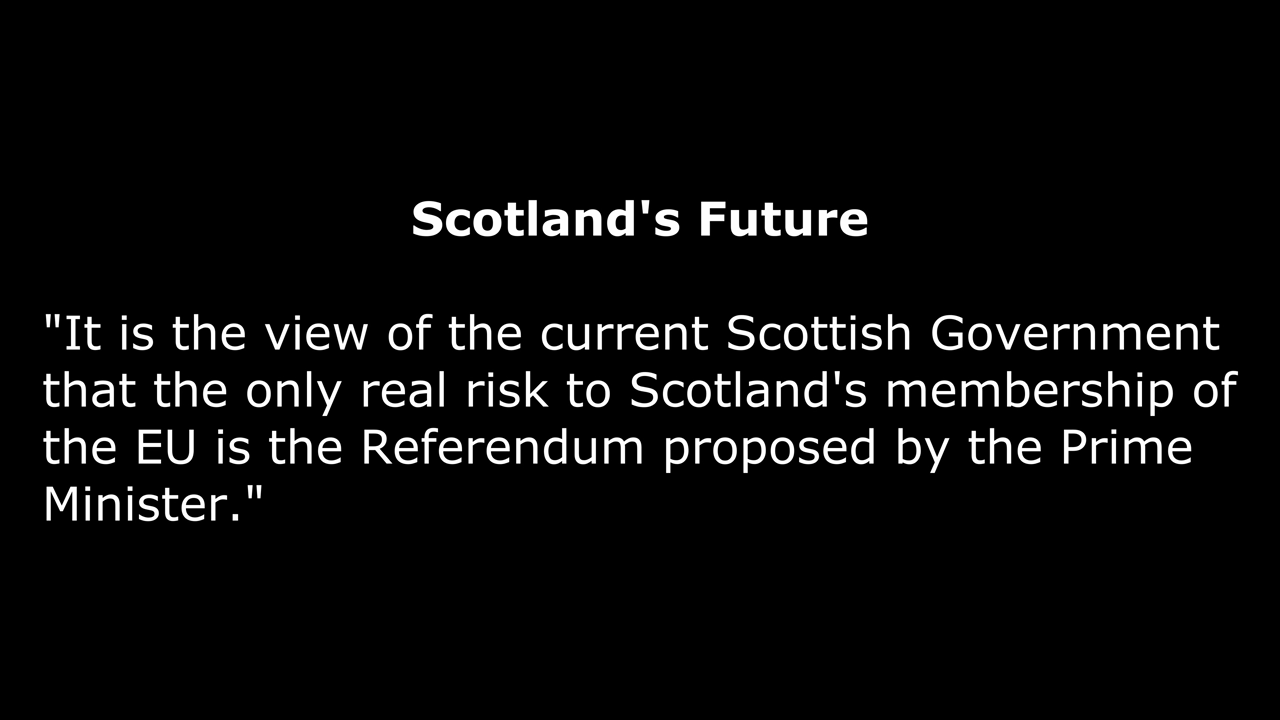 Scotland's Future
"It is the view of the current Scottish Government
that the only real risk to Scotland's membership of
the EU is the Referendum proposed by the Prime
Minister."